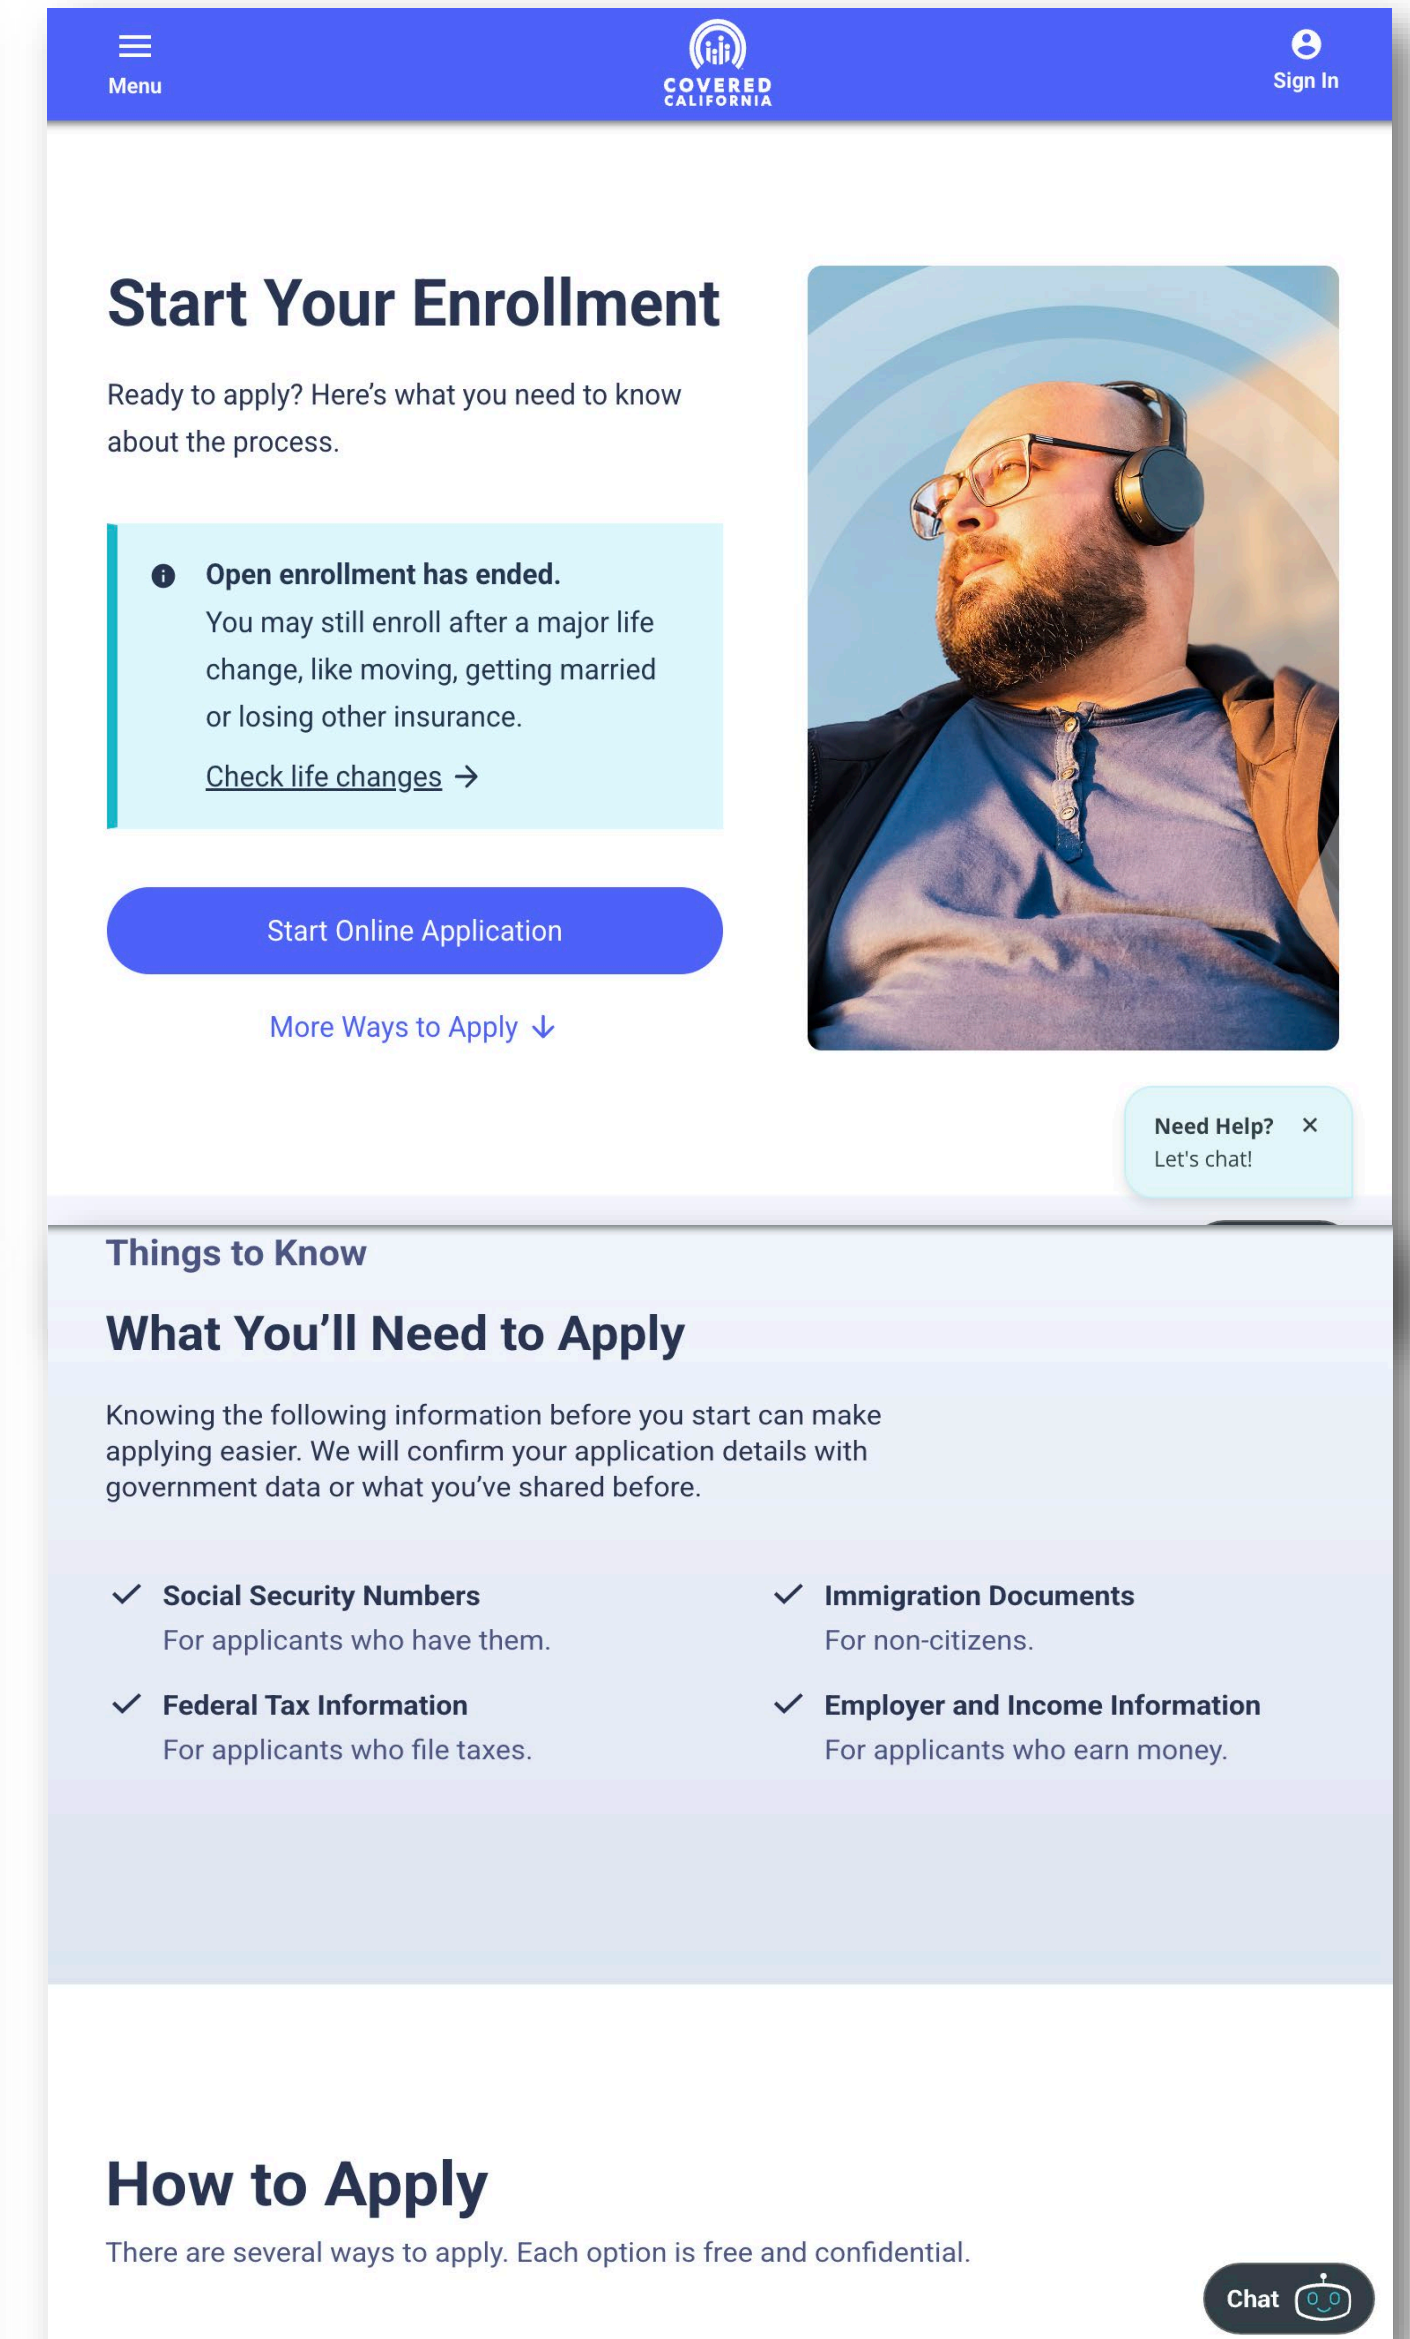 Menu
COVERED
CALIFORNIA
Sign In
Start Your Enrollment
Ready to apply? Here’s what you need to know
about the process.
Open enrollment has ended.
You may still enroll after a major life
change, like moving, getting married
or losing other insurance.
Check life changes →
Start Online Application
More Ways to Apply ↓
Need Help? ×
Let's chat!
Things to Know
What You’ll Need to Apply
Knowing the following information before you start can make
applying easier. We will confirm your application details with
government data or what you’ve shared before.
Social Security Numbers
For applicants who have them.
Immigration Documents
For non-citizens.
Federal Tax Information
For applicants who file taxes.
Employer and Income Information
For applicants who earn money.
How to Apply
There are several ways to apply. Each option is free and confidential.
Chat